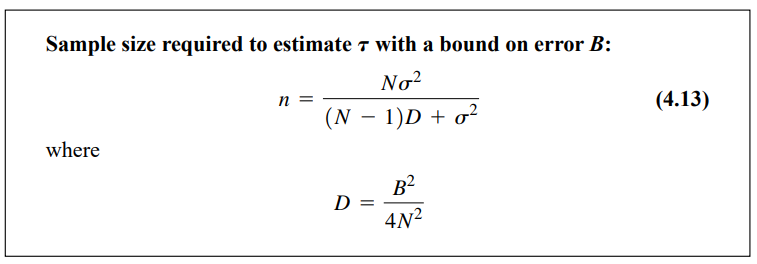 Sample size required to estimate τ with a bound on error B:
n = Nσ² / ((N − 1)D + σ²) (4.13)
where
D = B² / 4N²